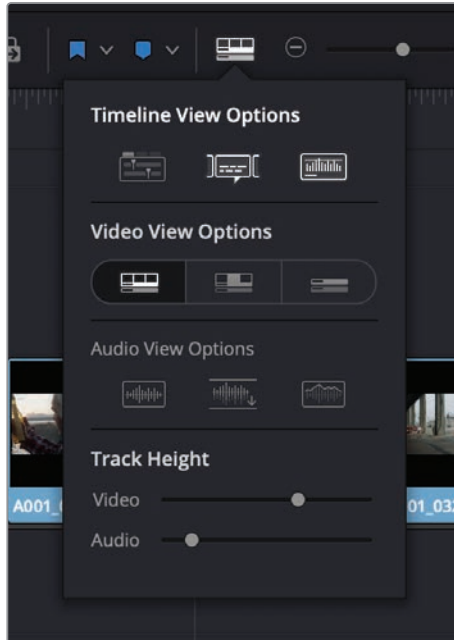 Timeline View Options
Video View Options
Audio View Options
Track Height
Video
A001_
01_032
Audio